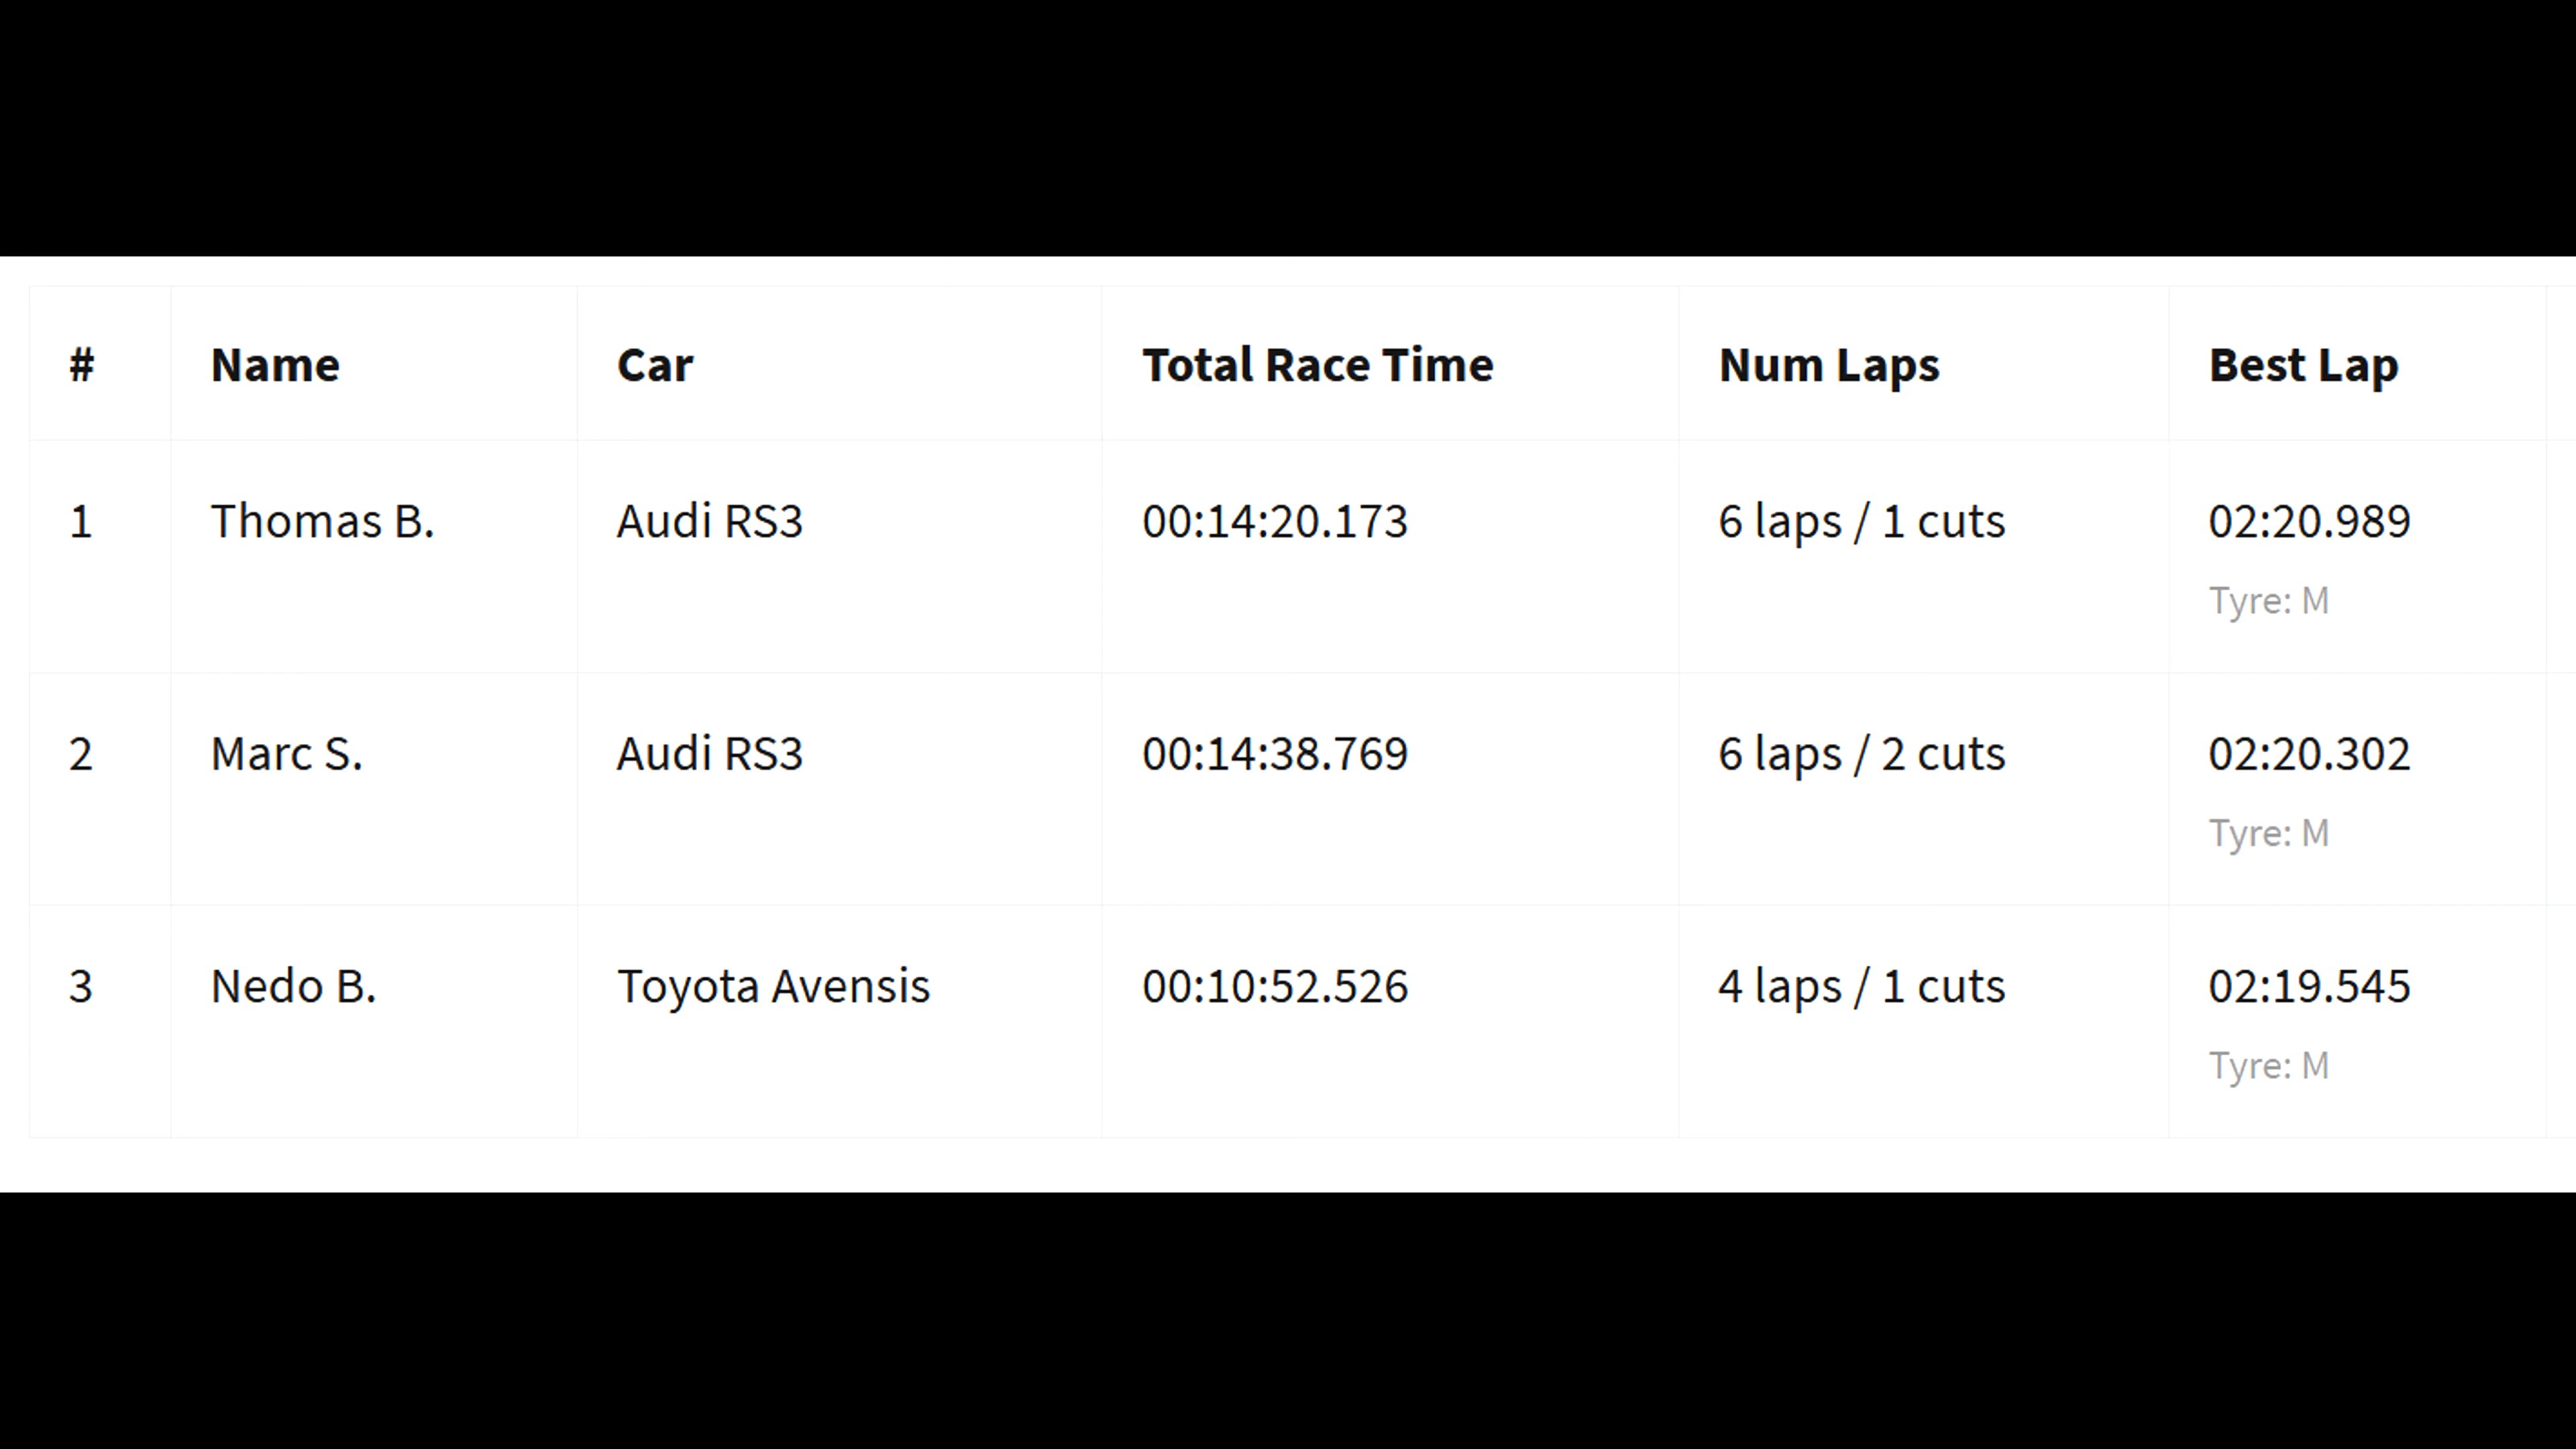 # Name Car Total Race Time Num Laps Best Lap
1 Thomas B. Audi RS3 00:14:20.173 6 laps / 1 cuts 02:20.989
Tyre: M
2 Marc S. Audi RS3 00:14:38.769 6 laps / 2 cuts 02:20.302
Tyre: M
3 Nedo B. Toyota Avensis 00:10:52.526 4 laps / 1 cuts 02:19.545
Tyre: M